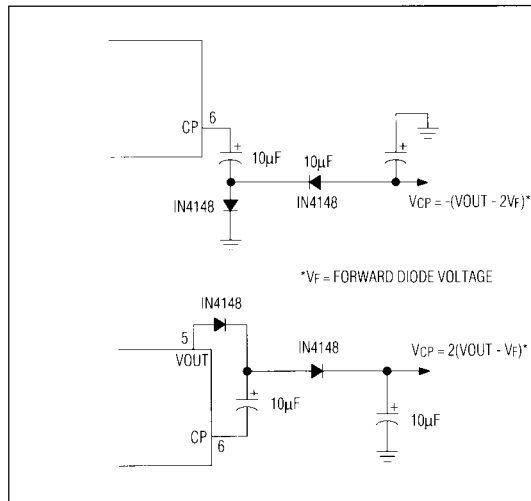 6
CP
+
+
10µF
10µF
IN4148
IN4148
VCP = -(VOUT - 2VF)*
*VF = FORWARD DIODE VOLTAGE
IN4148
5
IN4148
VOUT
VCP = 2(VOUT - VF)*
+
10µF
+
10µF
CP
6